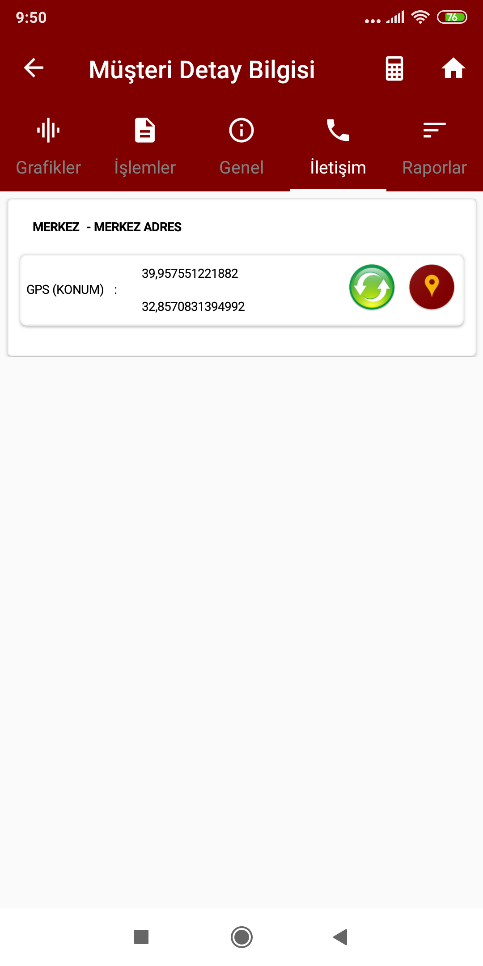 9:50
76
Müşteri Detay Bilgisi
Grafikler İşlemler Genel İletişim Raporlar
MERKEZ - MERKEZ ADRES
39,957551221882
GPS (KONUM) :
32,8570831394992